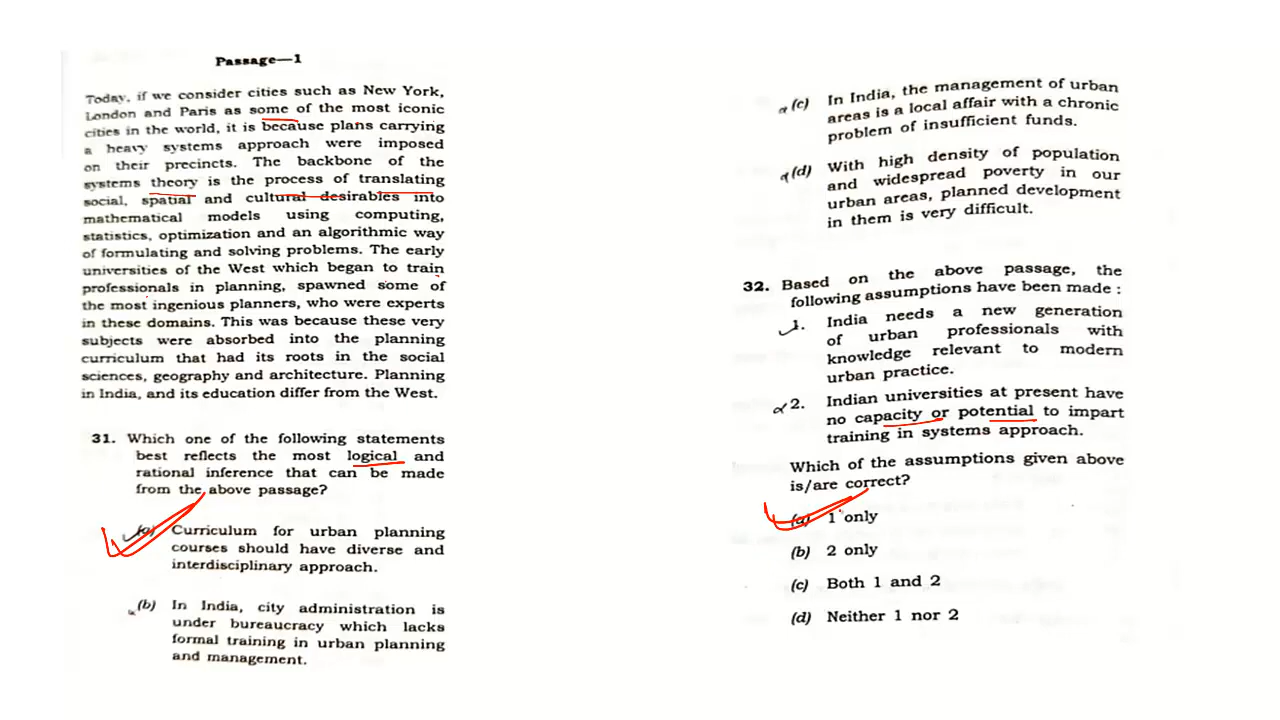 Passage—1
Today, if we consider cities such as New York,
London and Paris as some of the most iconic
cities in the world, it is because plans carrying
a heavy systems approach were imposed
on their precincts. The backbone of the
systems theory is the process of translating
social, spatial and cultural desirables into
mathematical models using computing,
statistics, optimization and an algorithmic way
of formulating and solving problems. The early
universities of the West which began to train
professionals in planning, spawned some of
the most ingenious planners, who were experts
in these domains. This was because these very
subjects were absorbed into the planning
curriculum that had its roots in the social
sciences, geography and architecture. Planning
in India, and its education differ from the West.
31. Which one of the following statements
best reflects the most logical and
rational inference that can be made
from the above passage?
(a) Curriculum for urban planning
courses should have diverse and
interdisciplinary approach.
(b) In India, city administration is
under bureaucracy which lacks
formal training in urban planning
and management.
(c) In India, the management of urban
areas is a local affair with a chronic
problem of insufficient funds.
(d) With high density of population
and widespread poverty in our
urban areas, planned development
in them is very difficult.
32. Based on the above passage, the
following assumptions have been made :
1. India needs a new generation
of urban professionals with
knowledge relevant to modern
urban practice.
2. Indian universities at present have
no capacity or potential to impart
training in systems approach.
Which of the assumptions given above
is/are correct?
(a) 1 only
(b) 2 only
(c) Both 1 and 2
(d) Neither 1 nor 2